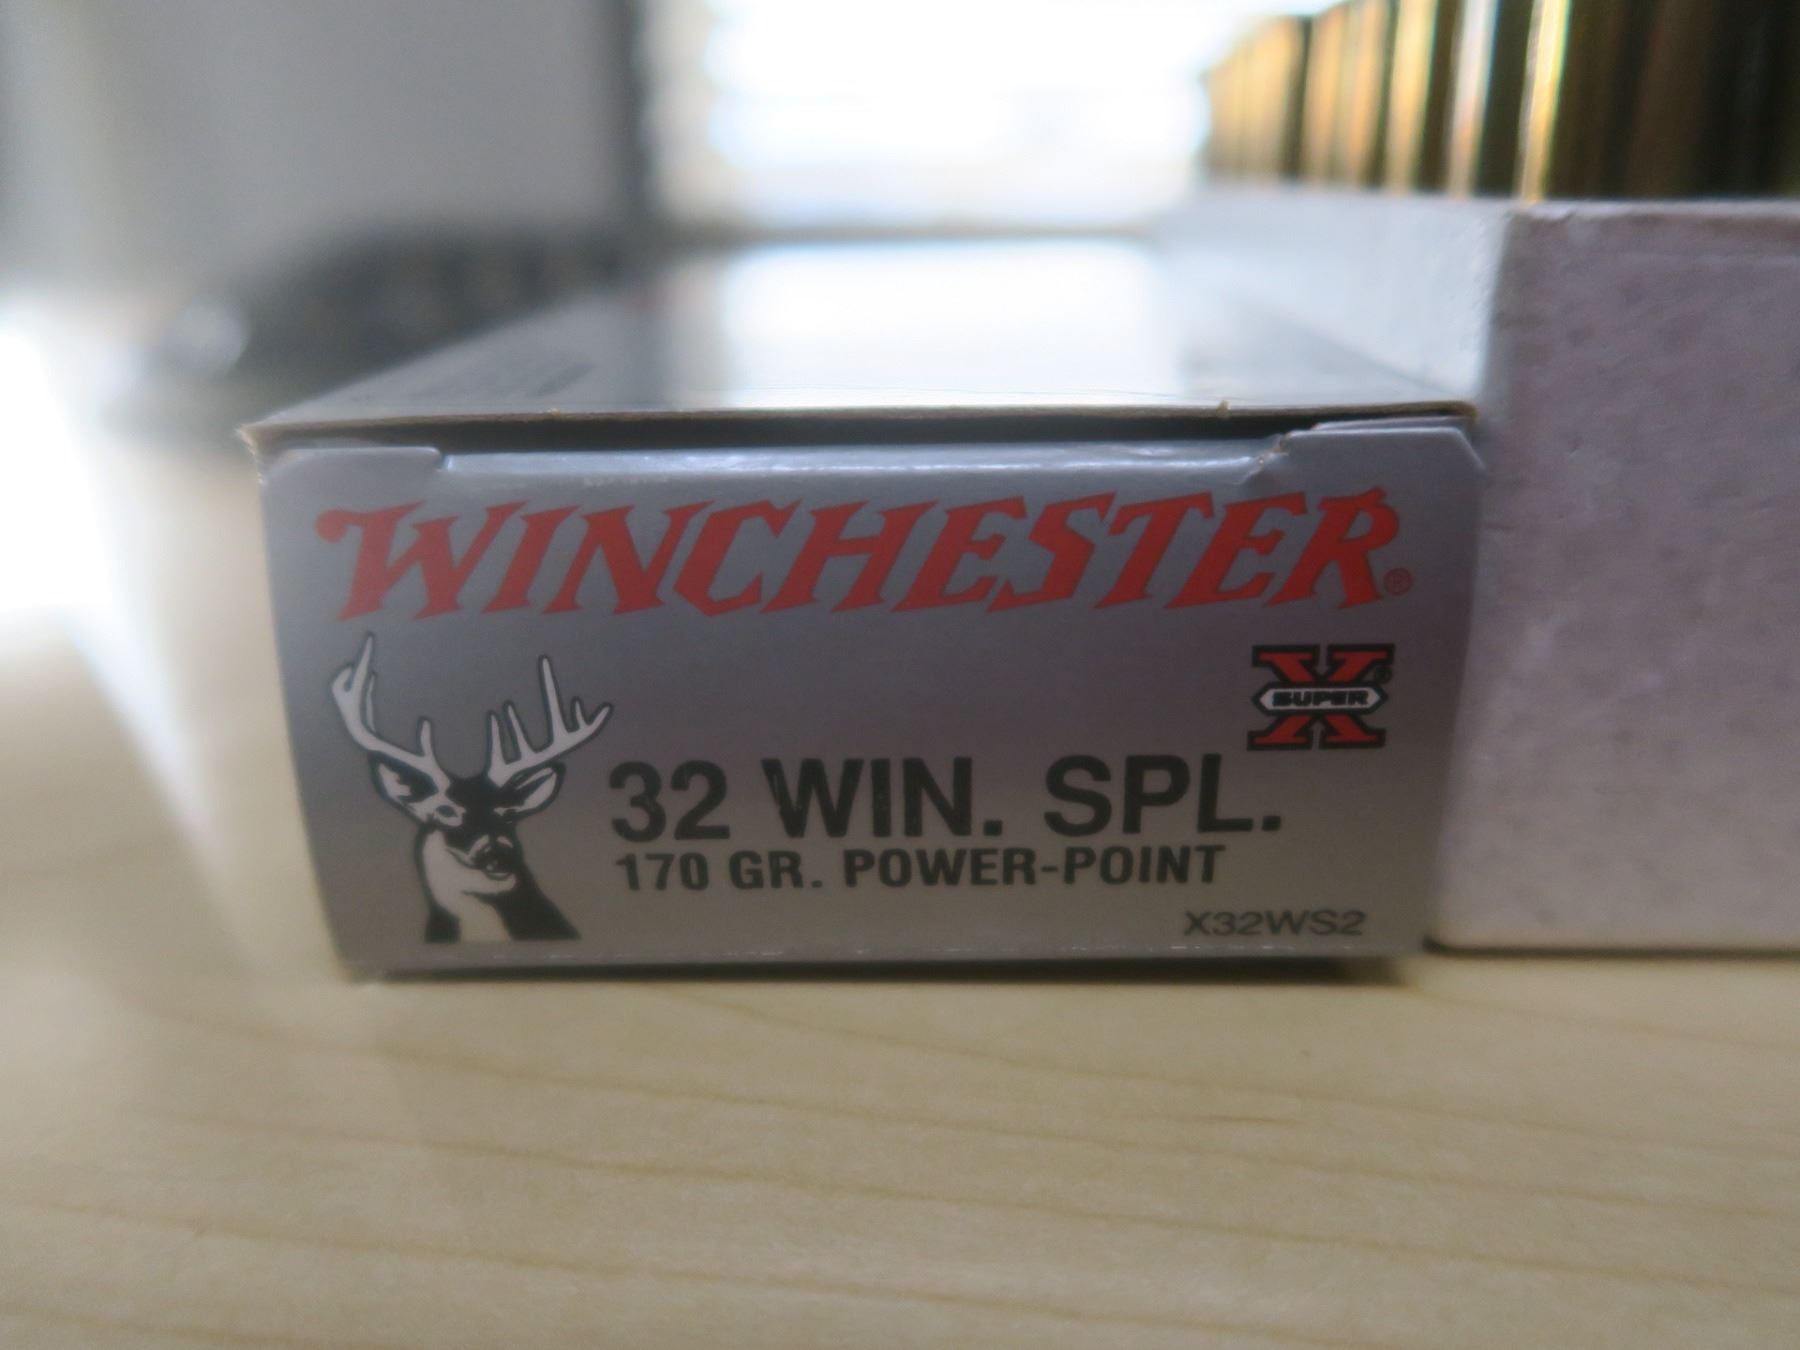 WINCHESTER®
X®
SUPER
32 WIN. SPL.
170 GR. POWER-POINT
X32WS2